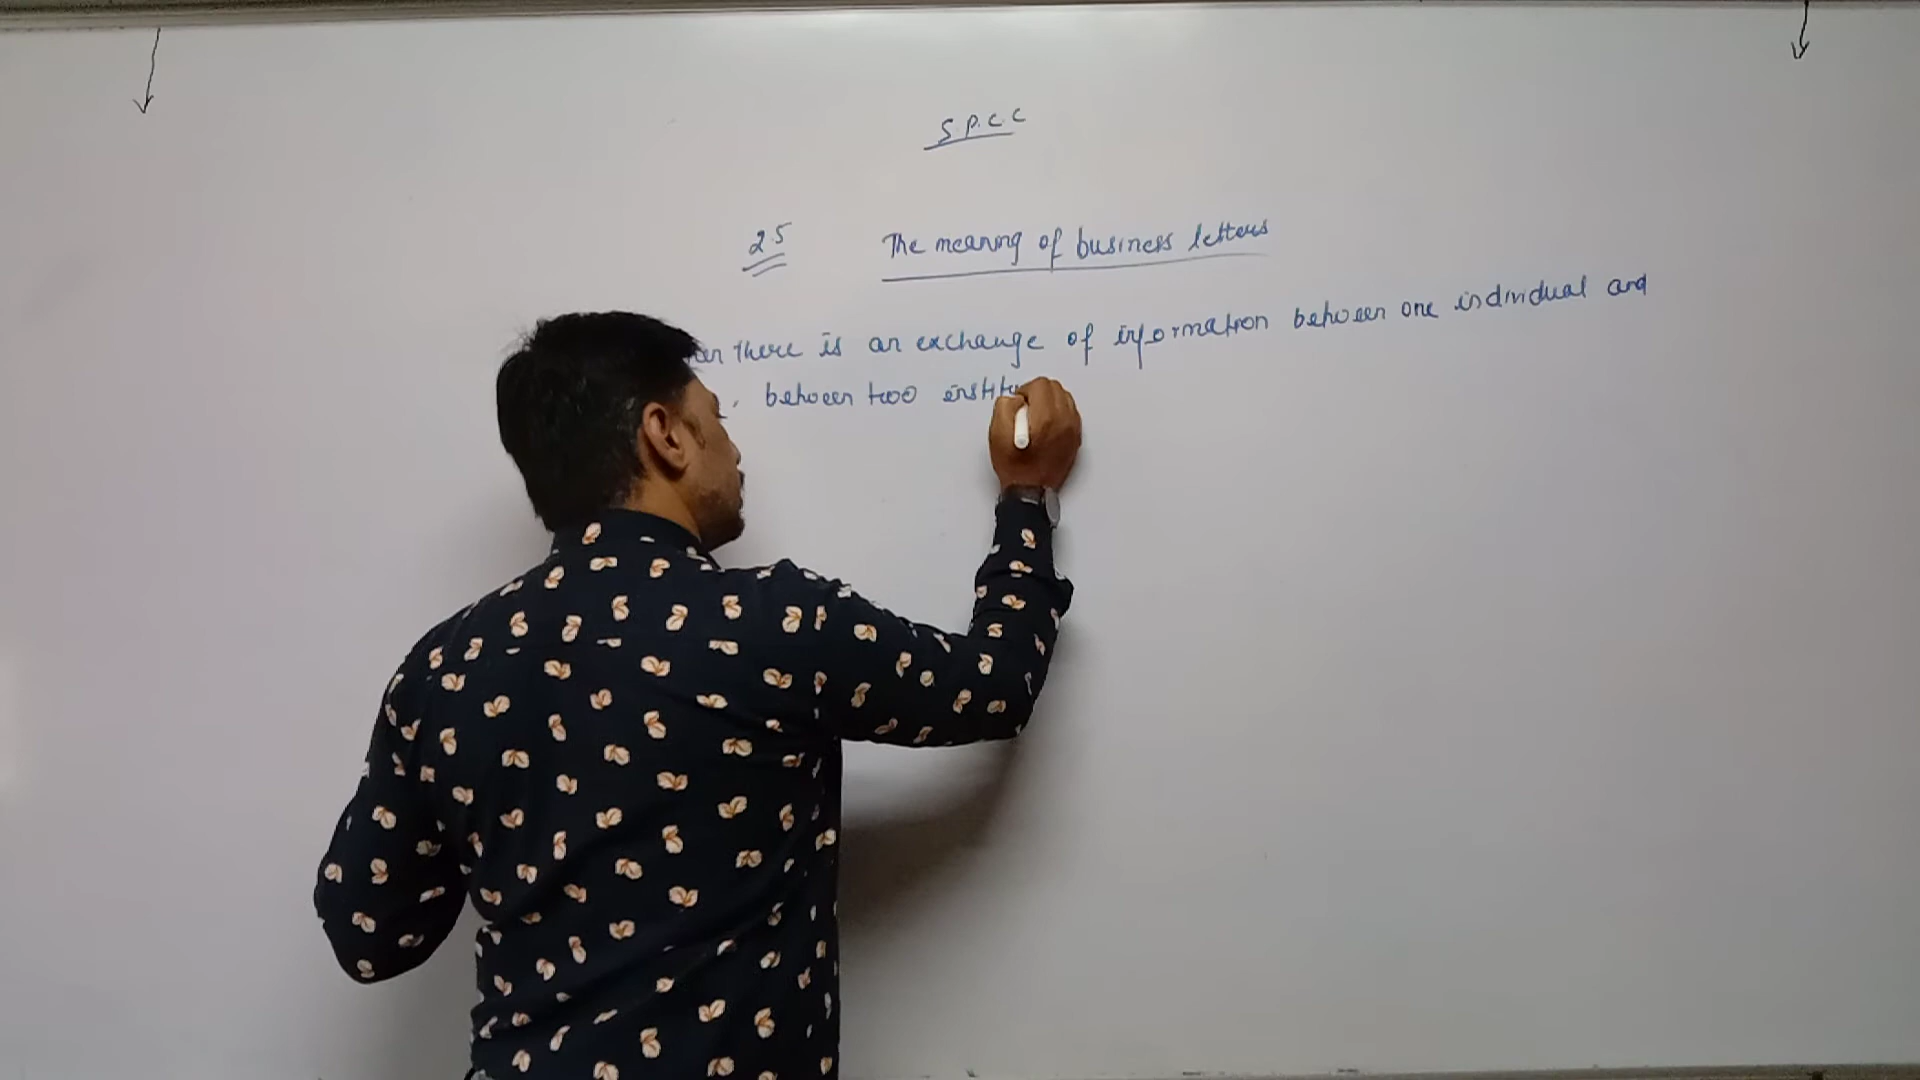 S.P.C.C
2.5 The meaning of business letters
there is an exchange of information between one individual and
, between two instit